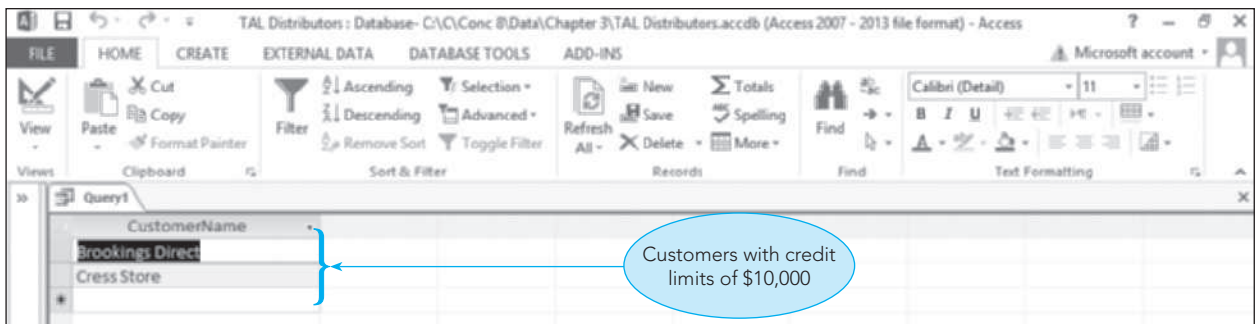 TAL Distributors : Database- C:\C\Conc 8\Data\Chapter 3\TAL Distributors.accdb (Access 2007 - 2013 file format) - Access
FILE HOME CREATE EXTERNAL DATA DATABASE TOOLS ADD-INS Microsoft account
Cut Ascending Selection New Totals Calibri (Detail) 11
Copy Descending Advanced Save Spelling B I U
View Paste Format Painter Filter Remove Sort Toggle Filter Refresh All Delete More Find
Views Clipboard Sort & Filter Records Find Text Formatting
Query1
CustomerName
Brookings Direct
Cress Store
Customers with credit
limits of $10,000